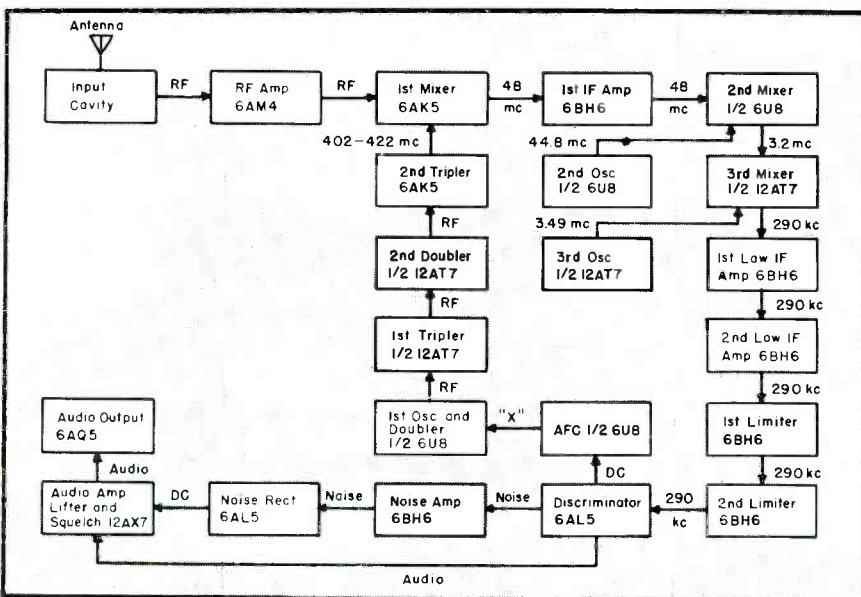 Antenna
Input
Cavity
RF
RF Amp
6AM4
RF
1st Mixer
6AK5
48
mc
1st IF Amp
6BH6
48
mc
2nd Mixer
1/2 6U8
402-422 mc
44.8 mc
3.2 mc
2nd Tripler
6AK5
2nd Osc
1/2 6U8
3rd Mixer
1/2 12AT7
RF
3.49 mc
290 kc
2nd Doubler
1/2 12AT7
3rd Osc
1/2 12AT7
1st Low IF
Amp 6BH6
RF
290 kc
1st Tripler
1/2 12AT7
2nd Low IF
Amp 6BH6
RF
290 kc
Audio Output
6AQ5
1st Osc and
Doubler
1/2 6U8
"X"
AFC 1/2 6U8
1st Limiter
6BH6
Audio
DC
290 kc
Audio Amp
Lifter and
Squelch 12AX7
DC
Noise Rect
6AL5
Noise
Noise Amp
6BH6
Noise
Discriminator
6AL5
290
kc
2nd Limiter
6BH6
Audio